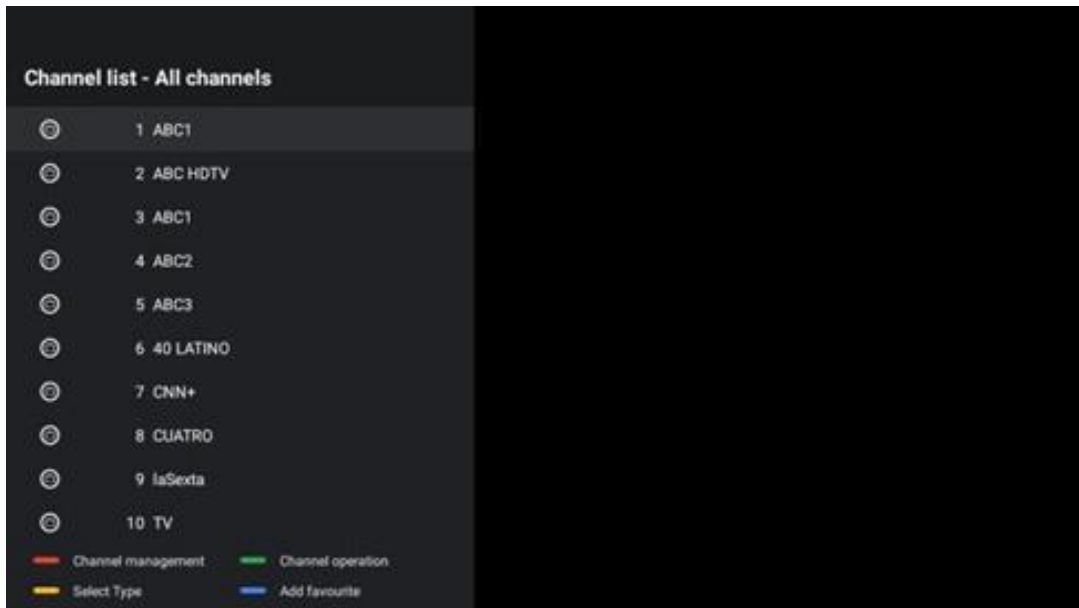 Channel list - All channels
1 ABC1
2 ABC HDTV
3 ABC1
4 ABC2
5 ABC3
6 40 LATINO
7 CNN+
8 CUATRO
9 laSexta
10 TV
Channel management Channel operation
Select Type Add favourite